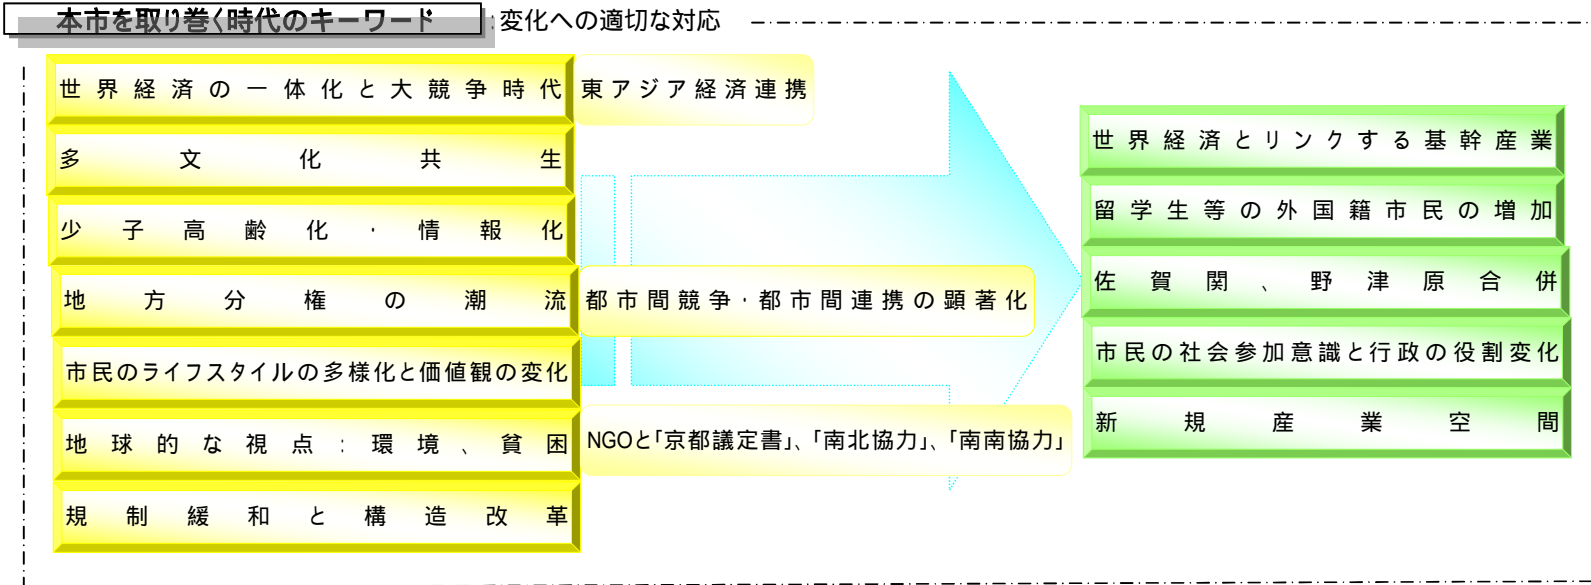 本市を取り巻く時代のキーワード:変化への適切な対応
世界経済の一体化と大競争時代
東アジア経済連携
多文化共生
少子高齢化・情報化
地方分権の潮流
都市間競争・都市間連携の顕著化
市民のライフスタイルの多様化と価値観の変化
地球的な視点:環境、貧困
NGOと「京都議定書」、「南北協力」、「南南協力」
規制緩和と構造改革
世界経済とリンクする基幹産業
留学生等の外国籍市民の増加
佐賀関、野津原合併
市民の社会参加意識と行政の役割変化
新規産業空間